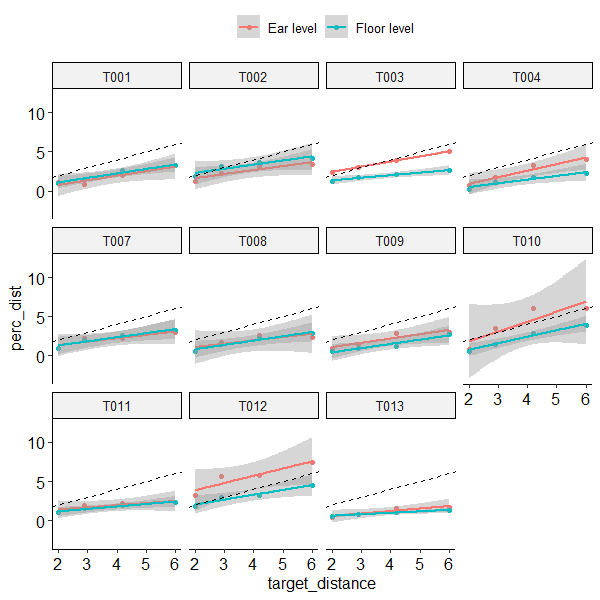 Ear level Floor level
T001 T002 T003 T004
10
5
0
T007 T008 T009 T010
10
5
0
perc_dist
T011 T012 T013
2 3 4 5 6
10
5
0
2 3 4 5 6 2 3 4 5 6 2 3 4 5 6
target_distance